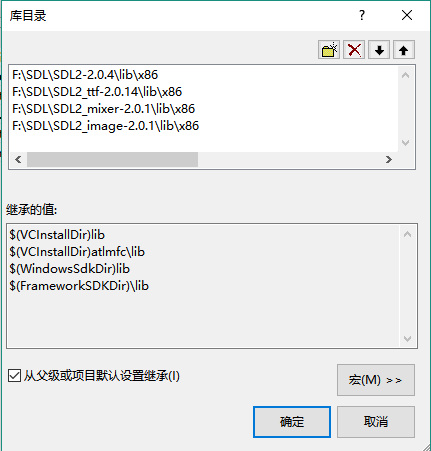 库目录
?
F:\SDL\SDL2-2.0.4\lib\x86
F:\SDL\SDL2_ttf-2.0.14\lib\x86
F:\SDL\SDL2_mixer-2.0.1\lib\x86
F:\SDL\SDL2_image-2.0.1\lib\x86
继承的值:
$(VCInstallDir)lib
$(VCInstallDir)atlmfc\lib
$(WindowsSdkDir)lib
$(FrameworkSDKDir)\lib
从父级或项目默认设置继承(I)
宏(M) >>
确定
取消